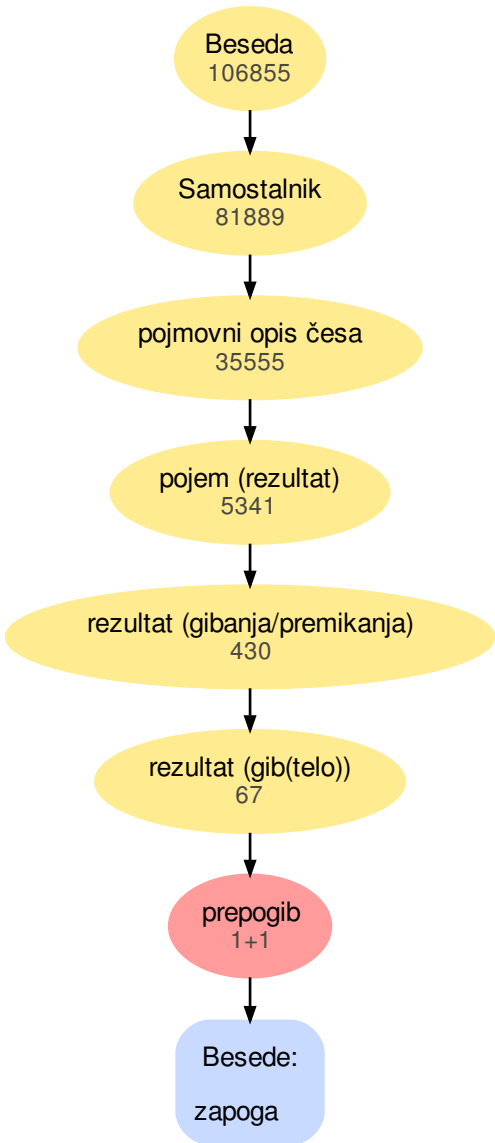 Beseda
106855
Samostalnik
81889
pojmovni opis česa
35555
pojem (rezultat)
5341
rezultat (gibanja/premikanja)
430
rezultat (gib(telo))
67
prepogib
1+1
Besede:
zapoga